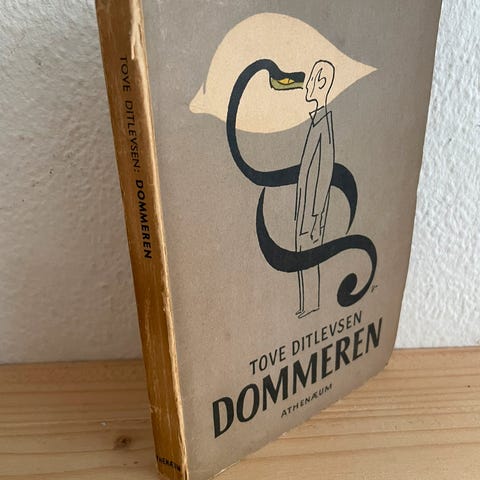 TOVE DITLEVSEN: DOMMEREN
TOVE DITLEVSEN
DOMMEREN
ATHENÆUM